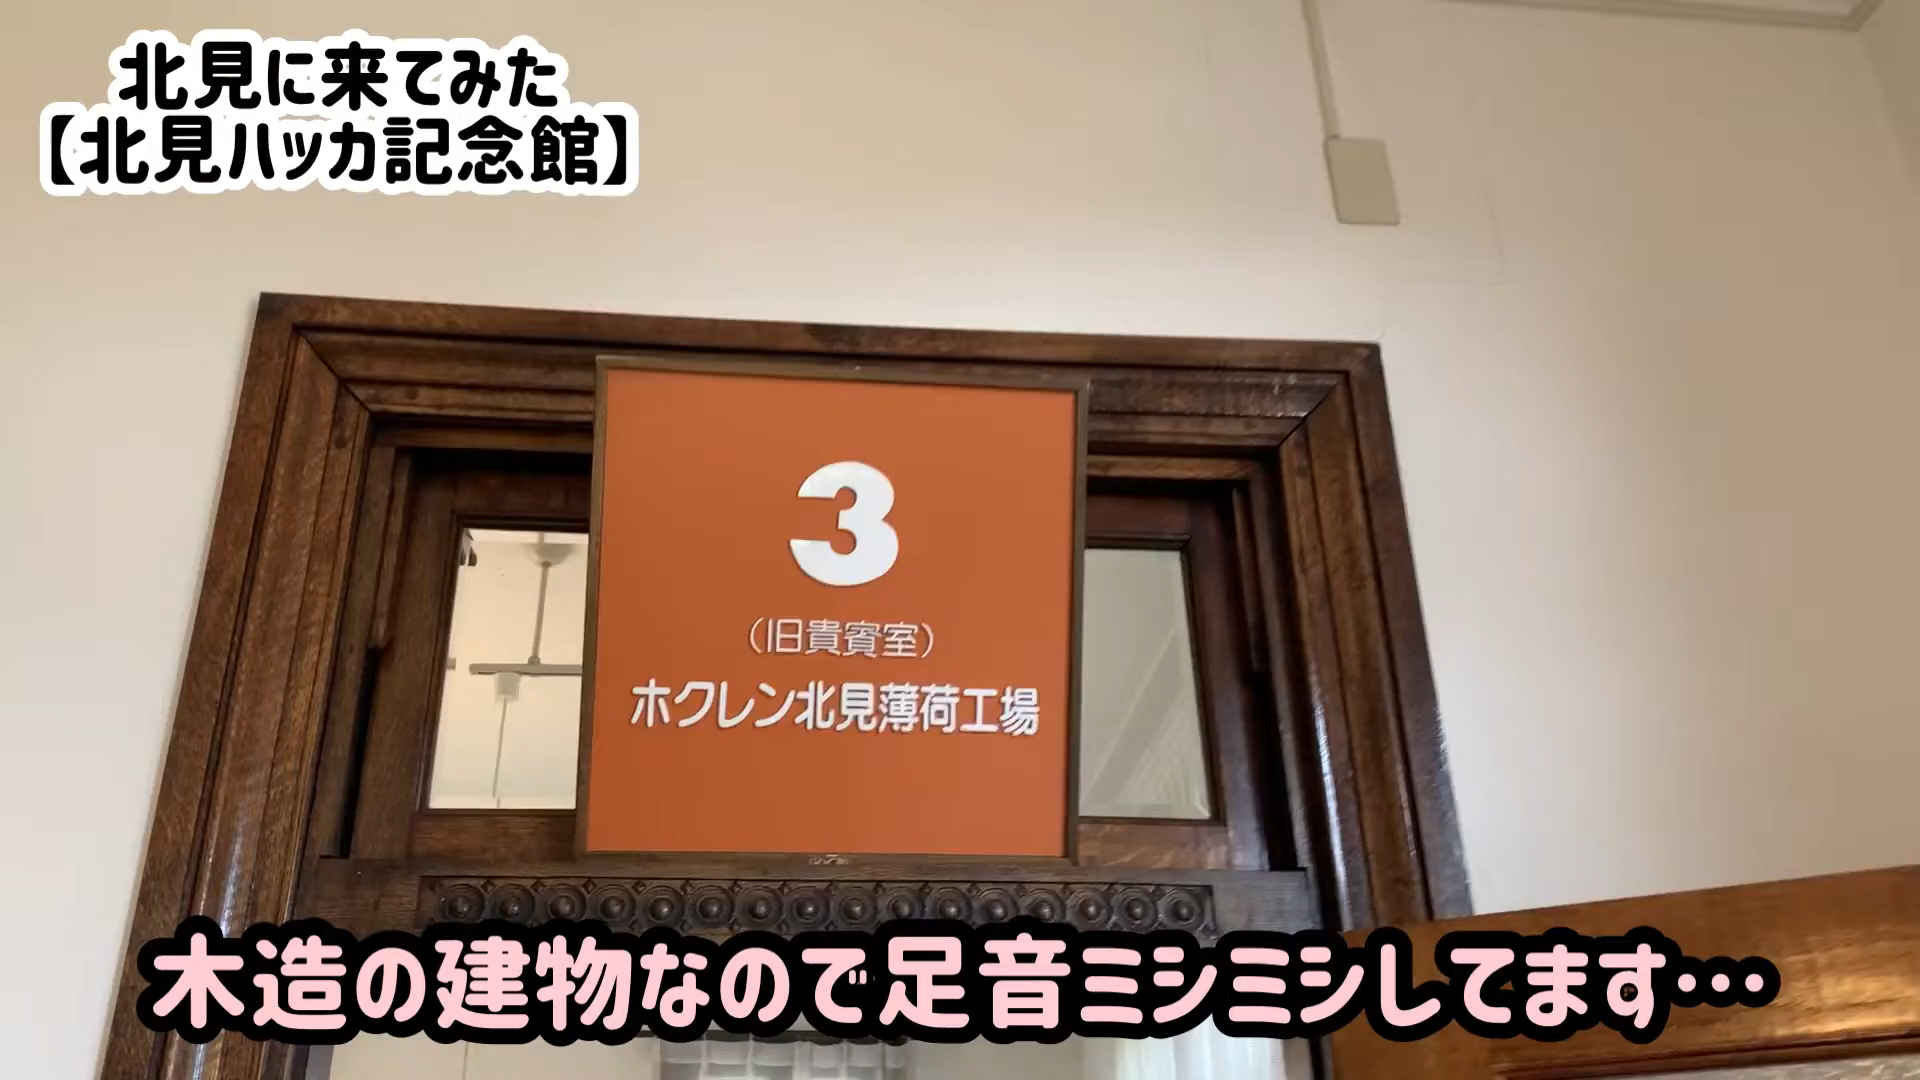 北見に来てみた
【北見ハッカ記念館】
3
（旧貴賓室）
ホクレン北見薄荷工場
木造の建物なので足音ミシミシしてます…